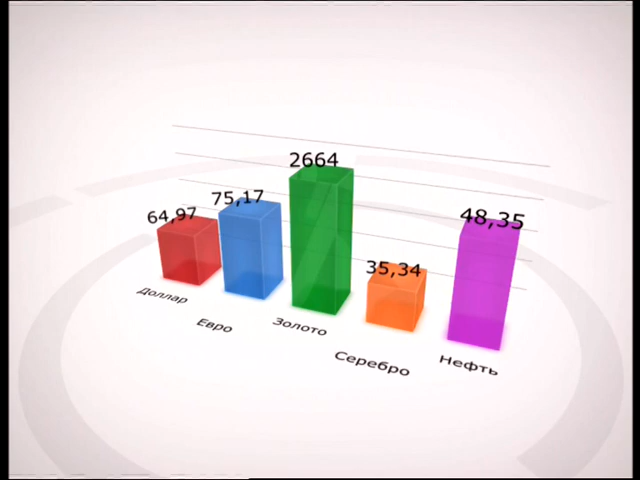 64,97
75,17
2664
35,34
48,35
Доллар
Евро
Золото
Серебро
Нефть